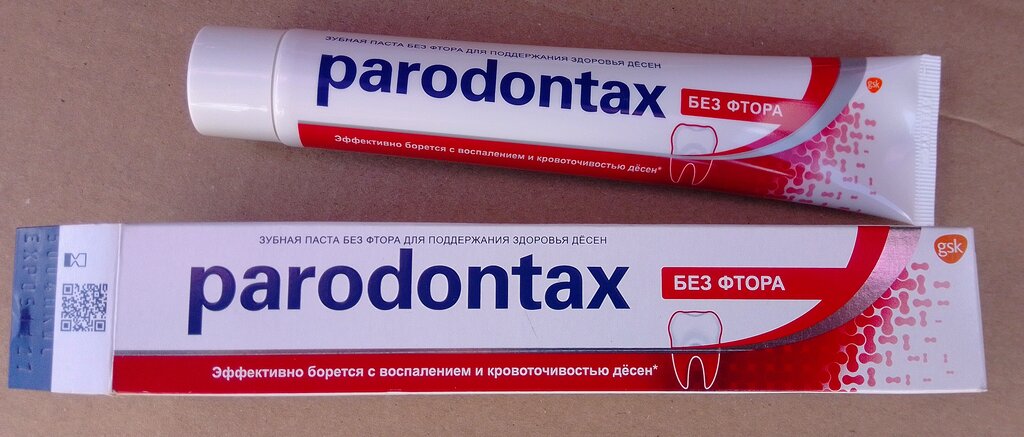 ЗУБНАЯ ПАСТА БЕЗ ФТОРА ДЛЯ ПОДДЕРЖАНИЯ ЗДОРОВЬЯ ДЁСЕН
parodontax
БЕЗ ФТОРА
gsk
Эффективно борется с воспалением и кровоточивостью дёсен*
ЗУБНАЯ ПАСТА БЕЗ ФТОРА ДЛЯ ПОДДЕРЖАНИЯ ЗДОРОВЬЯ ДЁСЕН
parodontax
БЕЗ ФТОРА
gsk
Эффективно борется с воспалением и кровоточивостью дёсен*